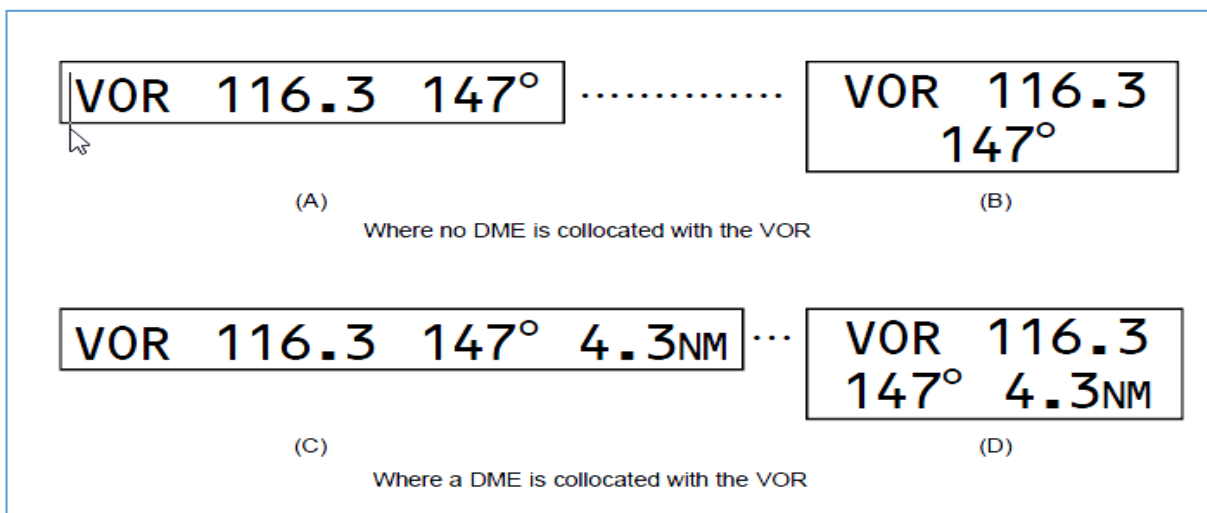 VOR 116.3 147° .............. VOR 116.3
147°
(A) (B)
Where no DME is collocated with the VOR
VOR 116.3 147° 4.3NM ... VOR 116.3
147° 4.3NM
(C) (D)
Where a DME is collocated with the VOR